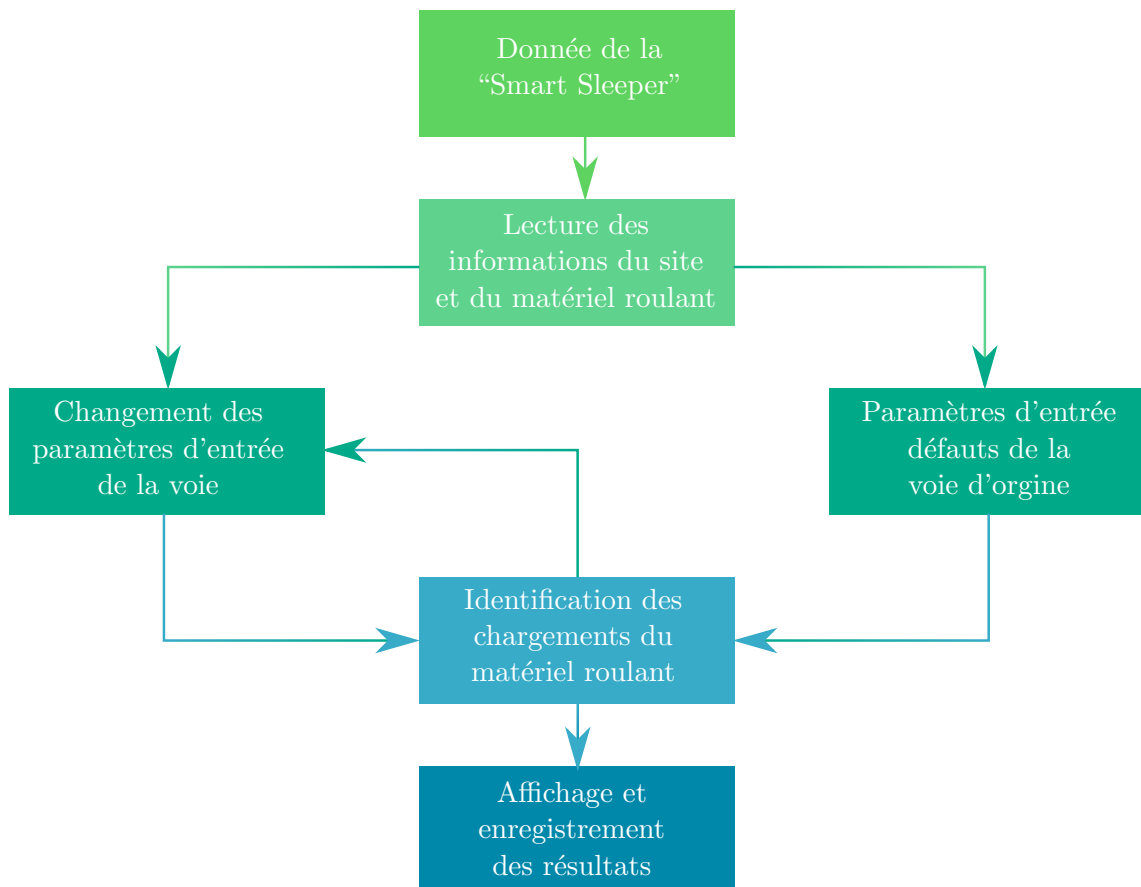 Donnée de la
“Smart Sleeper”
Lecture des
informations du site
et du matériel roulant
Changement des
paramètres d'entrée
de la voie
Paramètres d'entrée
défauts de la
voie d'orgine
Identification des
chargements du
matériel roulant
Affichage et
enregistrement
des résultats